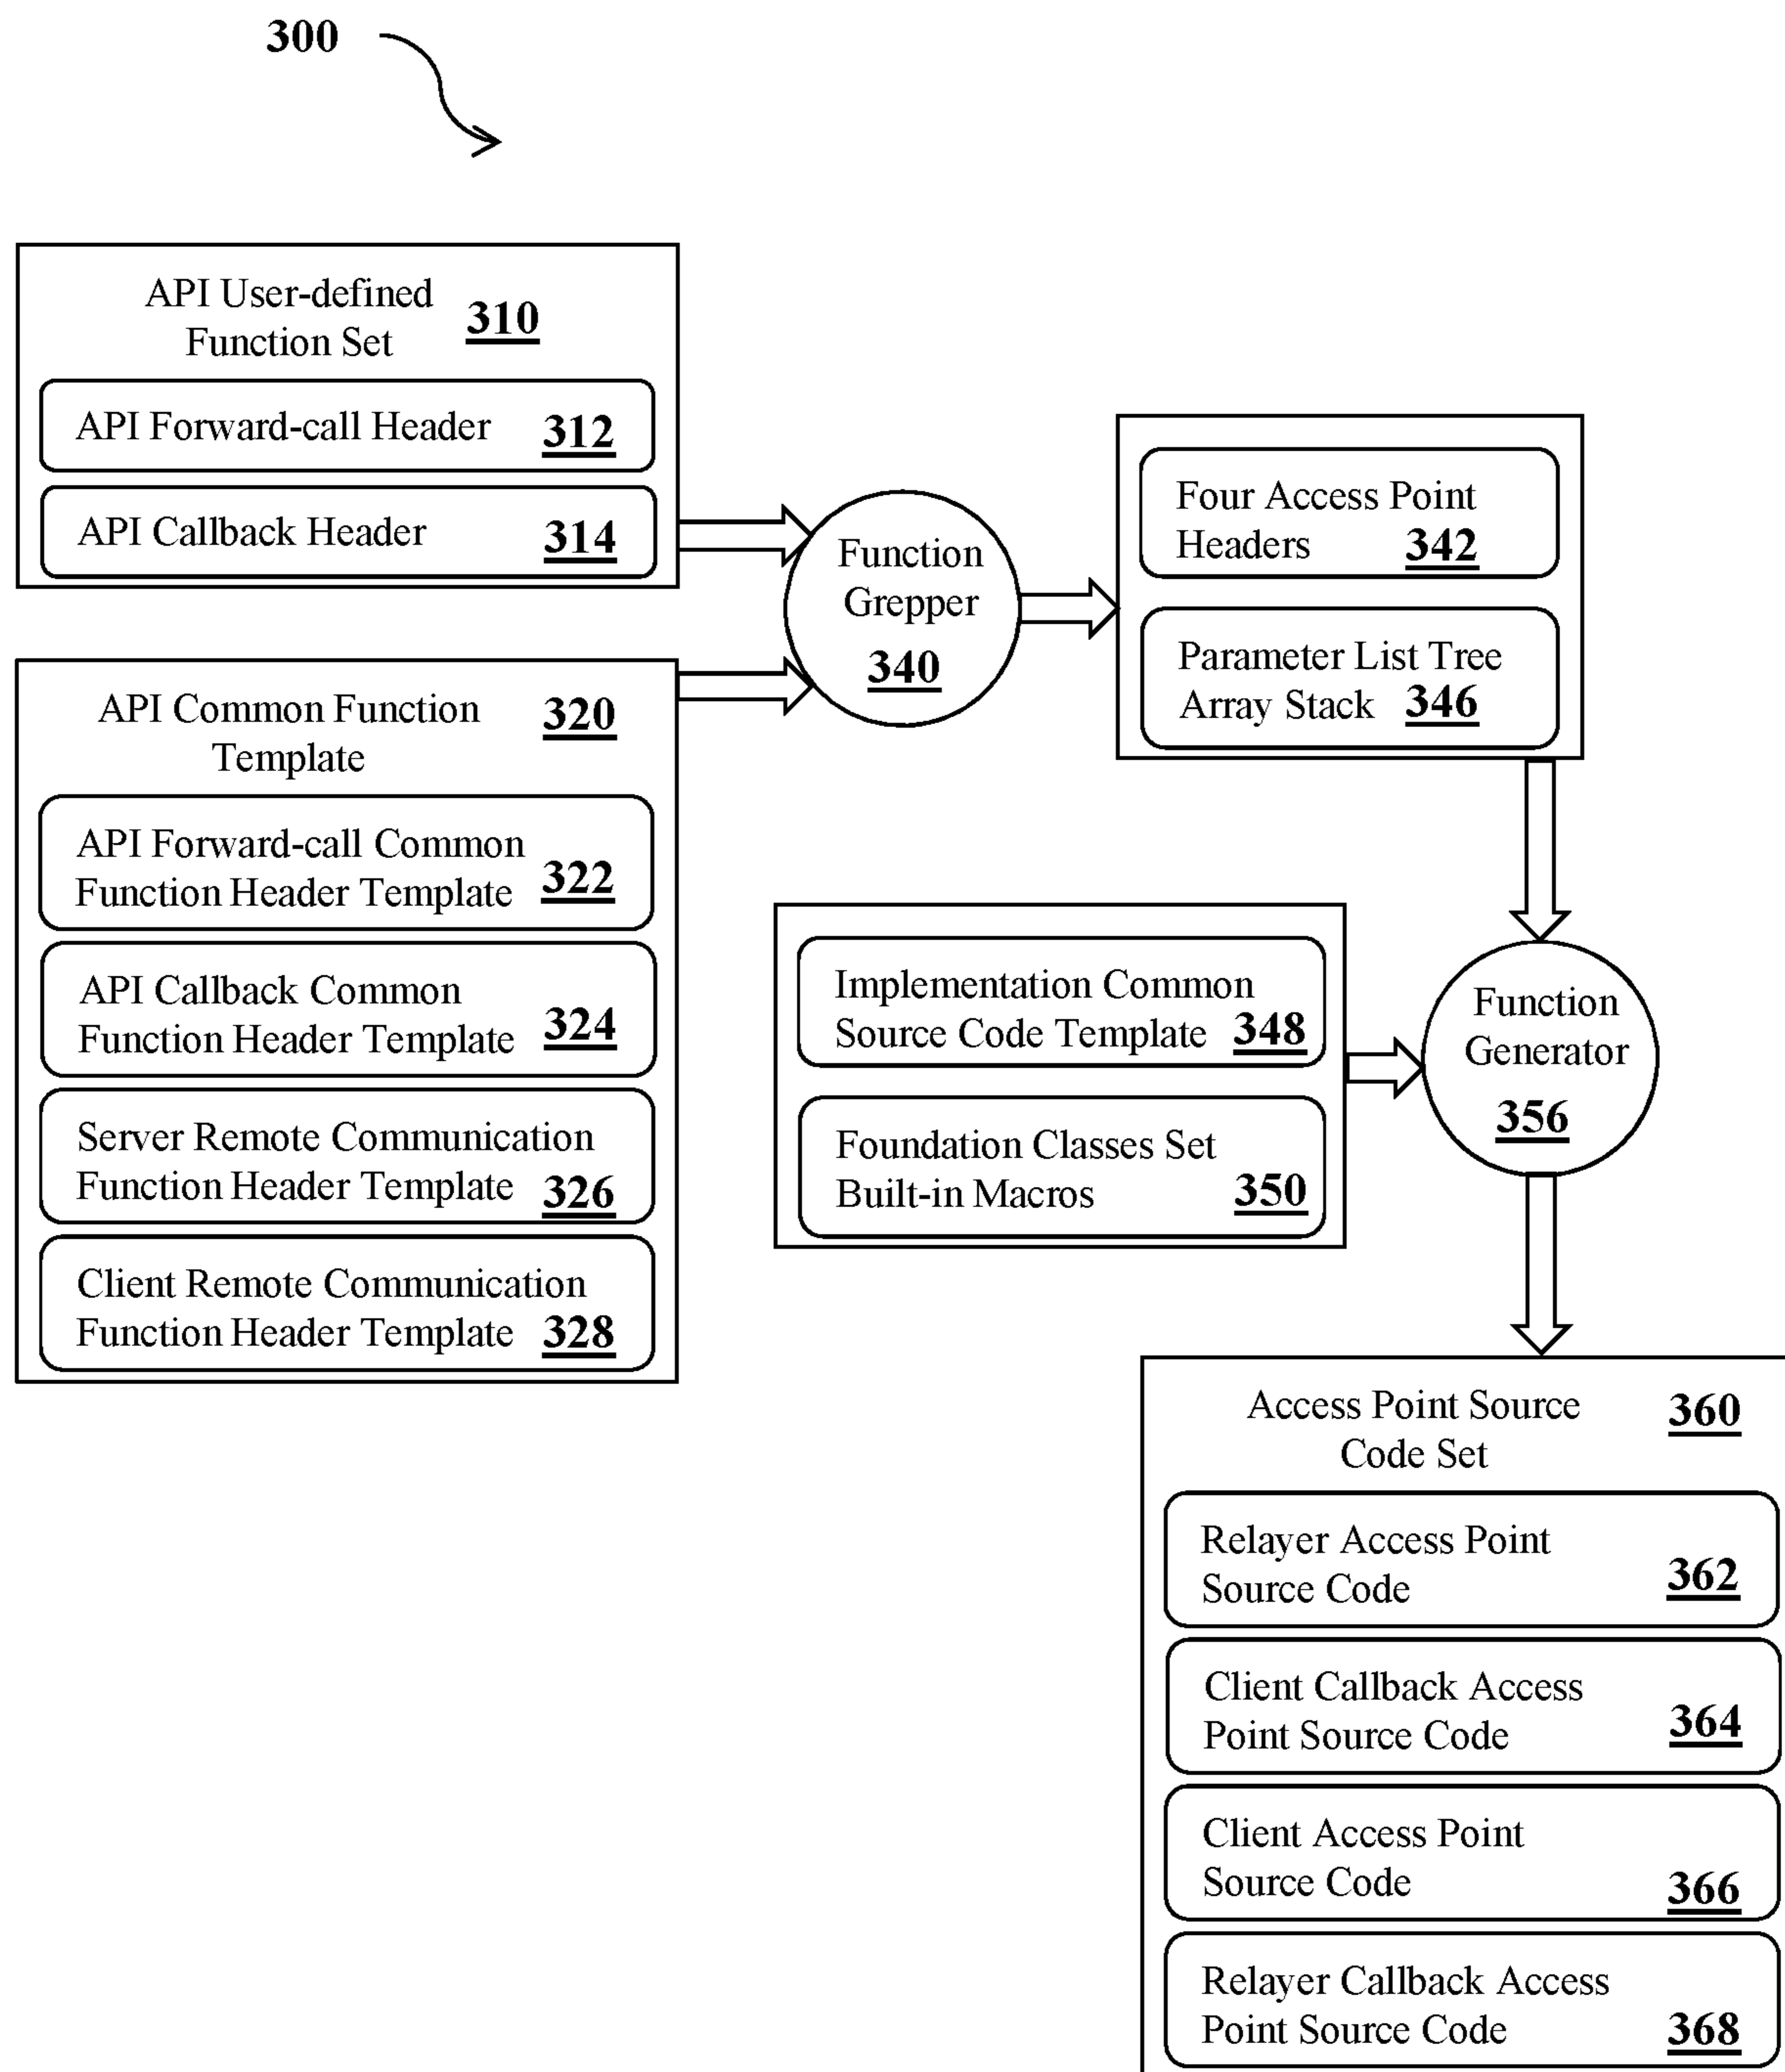 300
API User-defined
Function Set 310
API Forward-call Header 312
API Callback Header 314
API Common Function 320
Template
API Forward-call Common
Function Header Template 322
API Callback Common
Function Header Template 324
Server Remote Communication
Function Header Template 326
Client Remote Communication
Function Header Template 328
Function
Grepper
340
Four Access Point
Headers 342
Parameter List Tree
Array Stack 346
Implementation Common
Source Code Template 348
Foundation Classes Set
Built-in Macros 350
Function
Generator
356
Access Point Source 360
Code Set
Relayer Access Point
Source Code 362
Client Callback Access
Point Source Code 364
Client Access Point
Source Code 366
Relayer Callback Access
Point Source Code 368